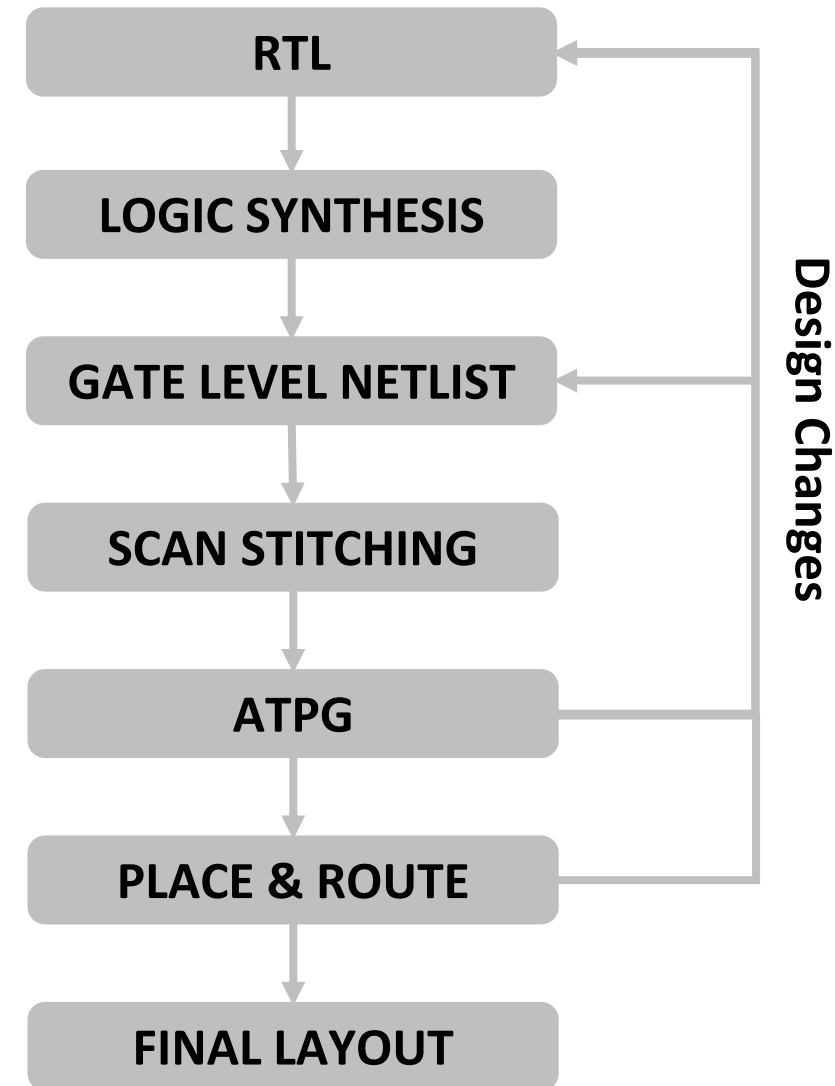 RTL
LOGIC SYNTHESIS
GATE LEVEL NETLIST
SCAN STITCHING
ATPG
PLACE & ROUTE
FINAL LAYOUT
Design Changes